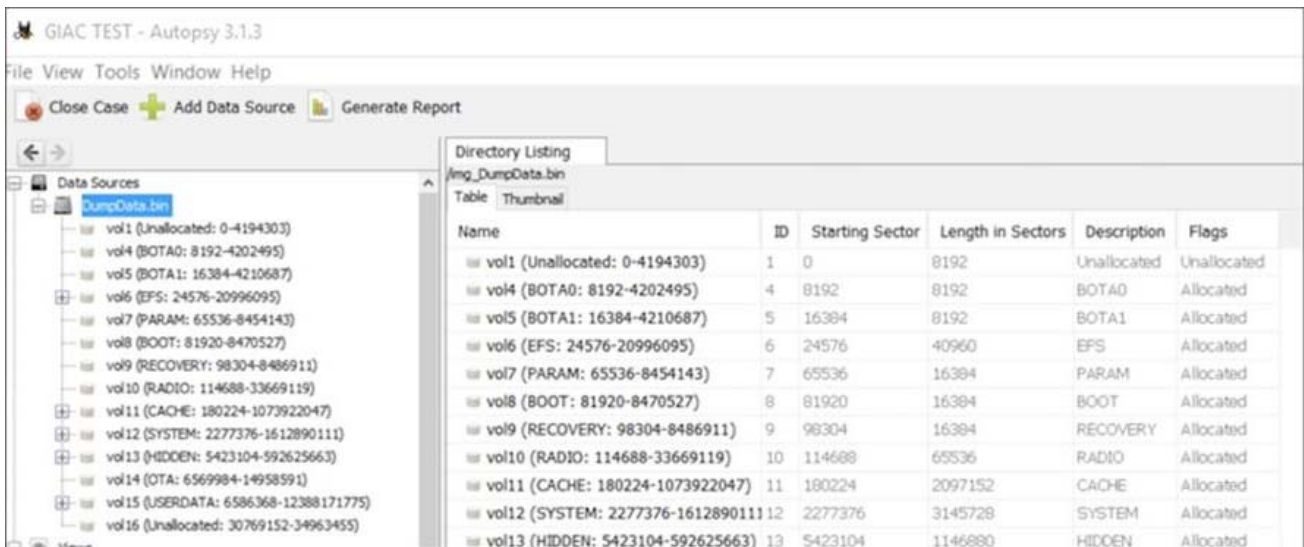 GIAC TEST - Autopsy 3.1.3
File View Tools Window Help
Close Case Add Data Source Generate Report
Data Sources
DumpData.bin
vol1 (Unallocated: 0-4194303)
vol4 (BOTA0: 8192-4202495)
vol5 (BOTA1: 16384-4210687)
vol6 (EFS: 24576-20996095)
vol7 (PARAM: 65536-8454143)
vol8 (BOOT: 81920-8470527)
vol9 (RECOVERY: 98304-8486911)
vol10 (RADIO: 114688-33669119)
vol11 (CACHE: 180224-1073922047)
vol12 (SYSTEM: 2277376-1612890111)
vol13 (HIDDEN: 5423104-592625663)
vol14 (OTA: 6569984-14958591)
vol15 (USERDATA: 6586368-12388171775)
vol16 (Unallocated: 30769152-34963455)
Views
Directory Listing
/img_DumpData.bin
Table Thumbnail
Name ID Starting Sector Length in Sectors Description Flags
vol1 (Unallocated: 0-4194303) 1 0 8192 Unallocated Unallocated
vol4 (BOTA0: 8192-4202495) 4 8192 8192 BOTA0 Allocated
vol5 (BOTA1: 16384-4210687) 5 16384 8192 BOTA1 Allocated
vol6 (EFS: 24576-20996095) 6 24576 40960 EFS Allocated
vol7 (PARAM: 65536-8454143) 7 65536 16384 PARAM Allocated
vol8 (BOOT: 81920-8470527) 8 81920 16384 BOOT Allocated
vol9 (RECOVERY: 98304-8486911) 9 98304 16384 RECOVERY Allocated
vol10 (RADIO: 114688-33669119) 10 114688 65536 RADIO Allocated
vol11 (CACHE: 180224-1073922047) 11 180224 2097152 CACHE Allocated
vol12 (SYSTEM: 2277376-1612890111 12 2277376 3145728 SYSTEM Allocated
vol13 (HIDDEN: 5423104-592625663) 13 5423104 1146880 HIDDEN Allocated